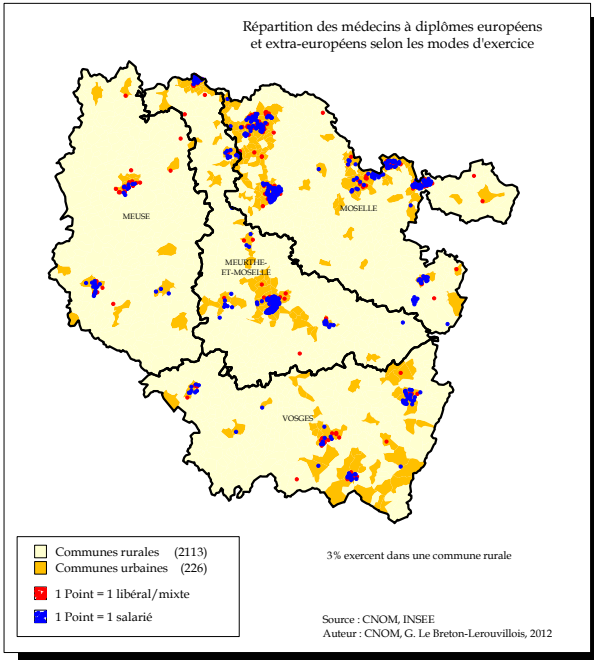 Répartition des médecins à diplômes européens
et extra-européens selon les modes d'exercice
MEUSE
MOSELLE
MEURTHE-
ET-MOSELLE
VOSGES
Communes rurales (2113)
Communes urbaines (226)
1 Point = 1 libéral/mixte
1 Point = 1 salarié
3% exercent dans une commune rurale
Source : CNOM, INSEE
Auteur : CNOM, G. Le Breton-Lerouvillois, 2012